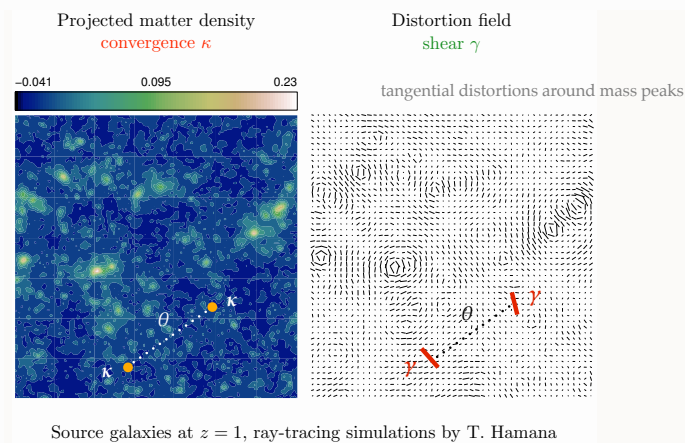 Projected matter density
convergence κ
Distortion field
shear γ
−0.041 0.095 0.23
tangential distortions around mass peaks
κ
θ
κ
γ
θ
γ
Source galaxies at z = 1, ray-tracing simulations by T. Hamana